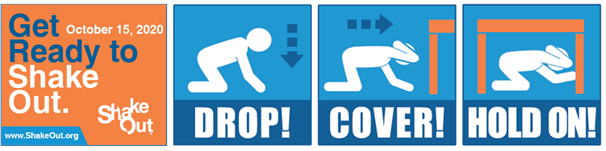 Get October 15, 2020
Ready to
Shake
Out.
Shake
Out
www.ShakeOut.org
DROP!
COVER!
HOLD ON!